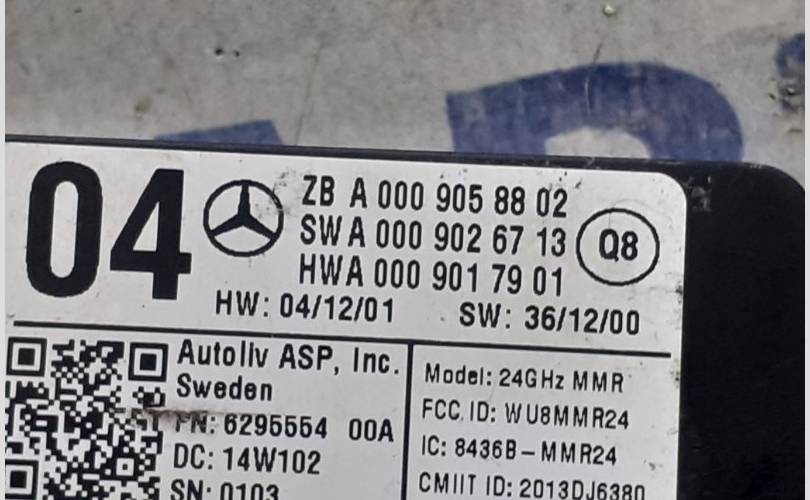 04
ZB A 000 905 88 02
SW A 000 902 67 13
HW A 000 901 79 01
Q8
HW: 04/12/01 SW: 36/12/00
Autoliv ASP, Inc.
Sweden
PN: 6295554 00A
DC: 14W102
SN: 0103
Model: 24GHz MMR
FCC ID: WU8MMR24
IC: 8436B-MMR24
CMIIT ID: 2013DJ6380